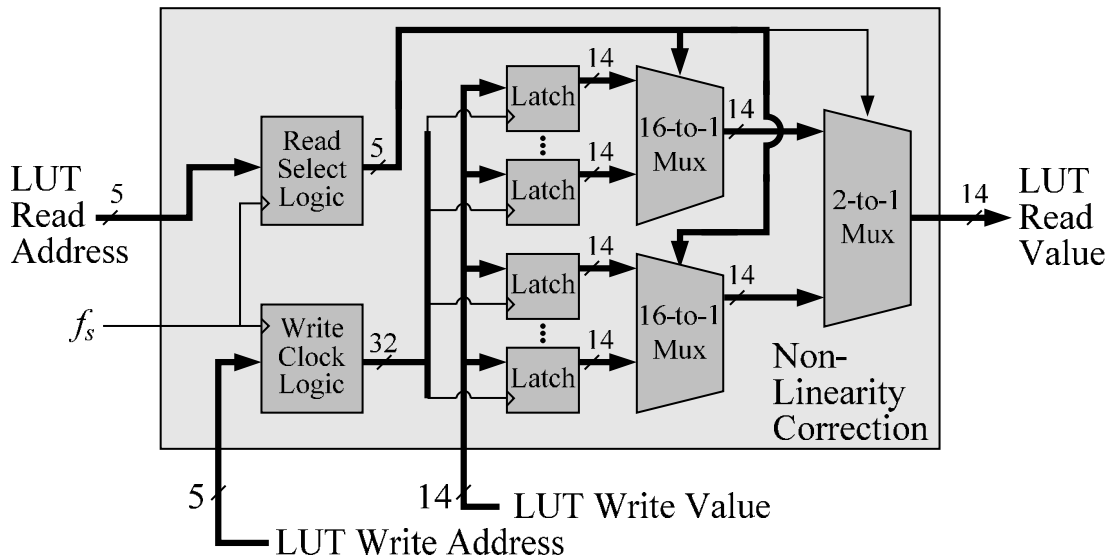 LUT
Read
Address
5
Read
Select
Logic
5
fs
Write
Clock
Logic
32
Latch
14
Latch
14
Latch
14
Latch
14
16-to-1
Mux
14
16-to-1
Mux
14
2-to-1
Mux
14
LUT
Read
Value
Non-
Linearity
Correction
5
LUT Write Address
14
LUT Write Value